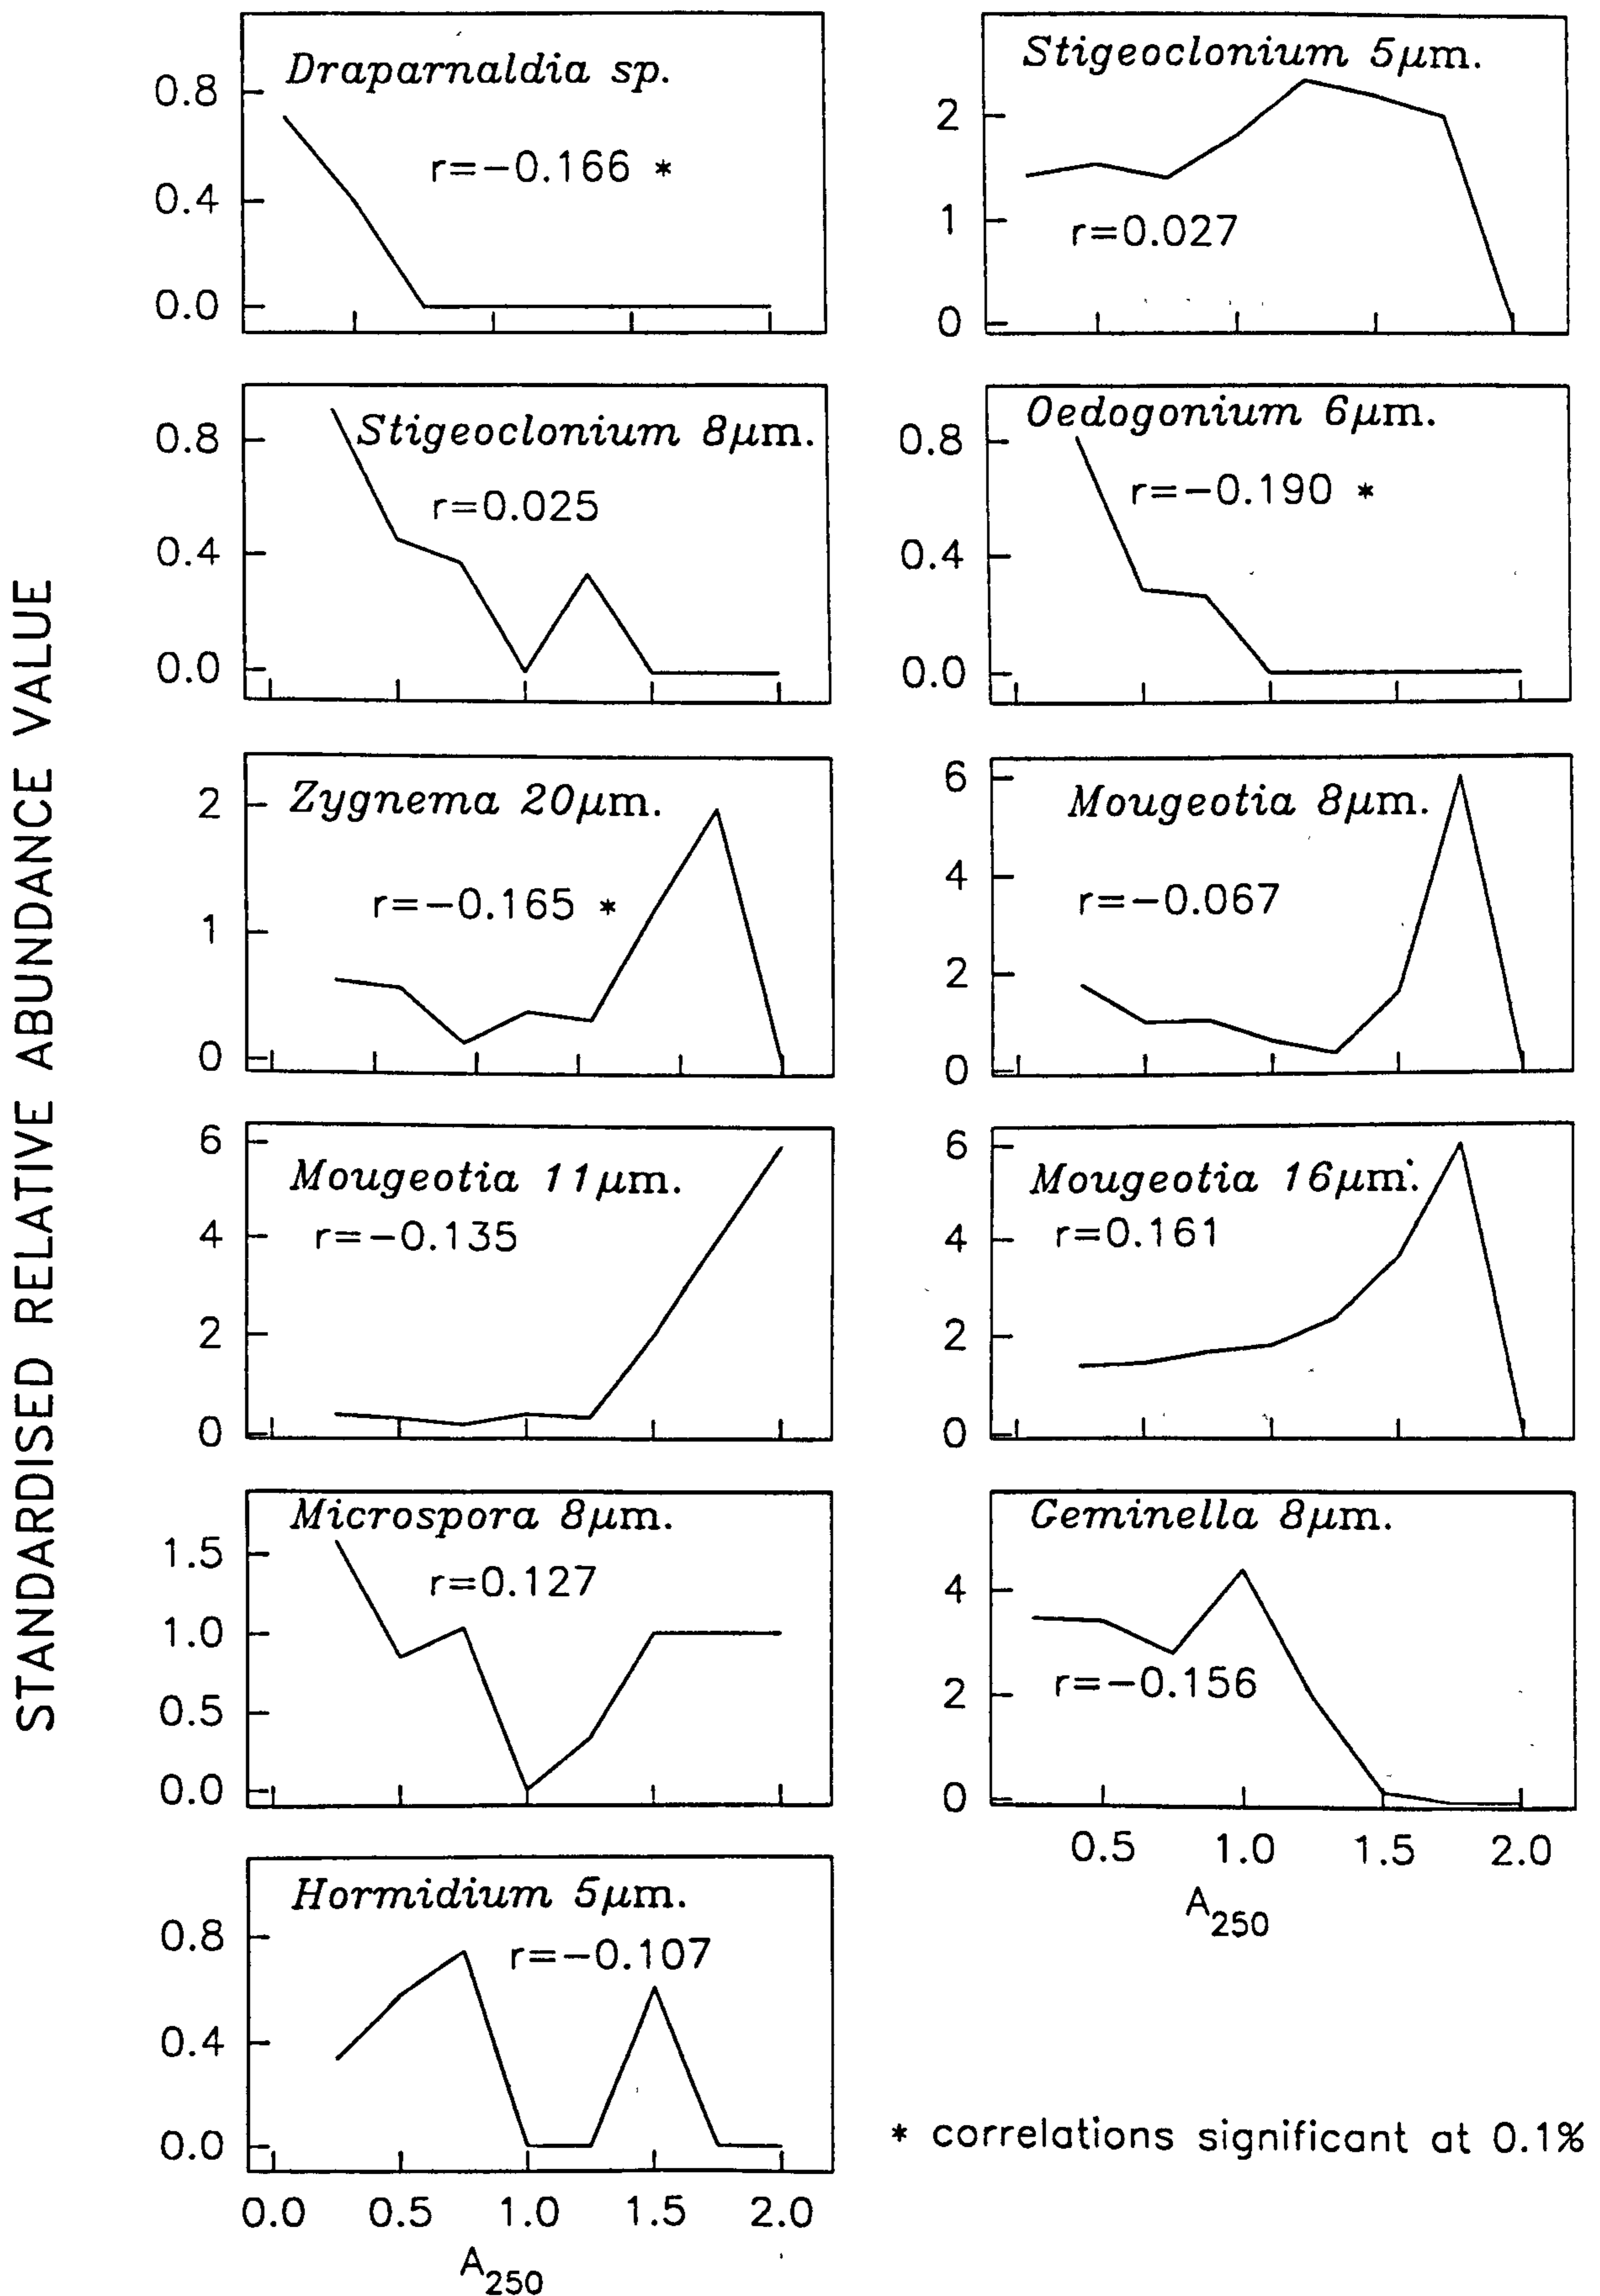 STANDARDISED RELATIVE ABUNDANCE VALUE
Draparnaldia sp.
r=-0.166 *
0.8
0.4
0.0
Stigeoclonium 5μm.
r=0.027
2
1
0
Stigeoclonium 8μm.
r=0.025
0.8
0.4
0.0
Oedogonium 6μm.
r=-0.190 *
0.8
0.4
0.0
Zygnema 20μm.
r=-0.165 *
2
1
0
Mougeotia 8μm.
r=-0.067
6
4
2
0
Mougeotia 11μm.
r=-0.135
6
4
2
0
Mougeotia 16μm.
r=0.161
6
4
2
0
Microspora 8μm.
r=0.127
1.5
1.0
0.5
0.0
Geminella 8μm.
r=-0.156
4
2
0
0.5 1.0 1.5 2.0
A250
Hormidium 5μm.
r=-0.107
0.8
0.4
0.0
0.0 0.5 1.0 1.5 2.0
A250
* correlations significant at 0.1%